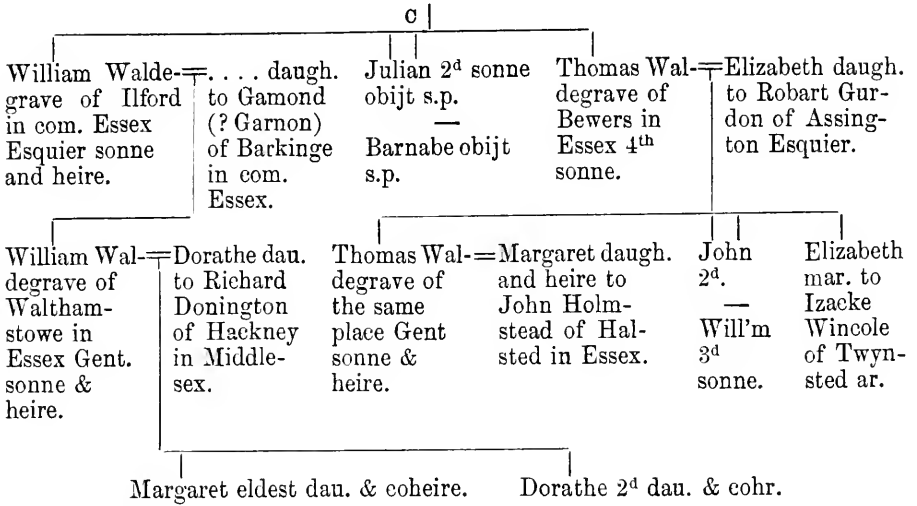 C
William Walde-
grave of Ilford
in com. Essex
Esquier sonne
and heire.
. . . . daugh.
to Gamond
(? Garnon)
of Barkinge
in com.
Essex.
Julian 2d sonne
obijt s.p.
—
Barnabe obijt
s.p.
Thomas Wal-
degrave of
Bewers in
Essex 4th
sonne.
Elizabeth daugh.
to Robart Gur-
don of Assing-
ton Esquier.
William Wal-
degrave of
Waltham-
stowe in
Essex Gent.
sonne &
heire.
Dorathe dau.
to Richard
Donington
of Hackney
in Middle-
sex.
Thomas Wal-
degrave of
the same
place Gent
sonne &
heire.
Margaret daugh.
and heire to
John Holm-
stead of Hal-
sted in Essex.
John
2d.
—
Will'm
3d
sonne.
Elizabeth
mar. to
Izacke
Wincole
of Twyn-
sted ar.
Margaret eldest dau. & coheire.
Dorathe 2d dau. & cohr.